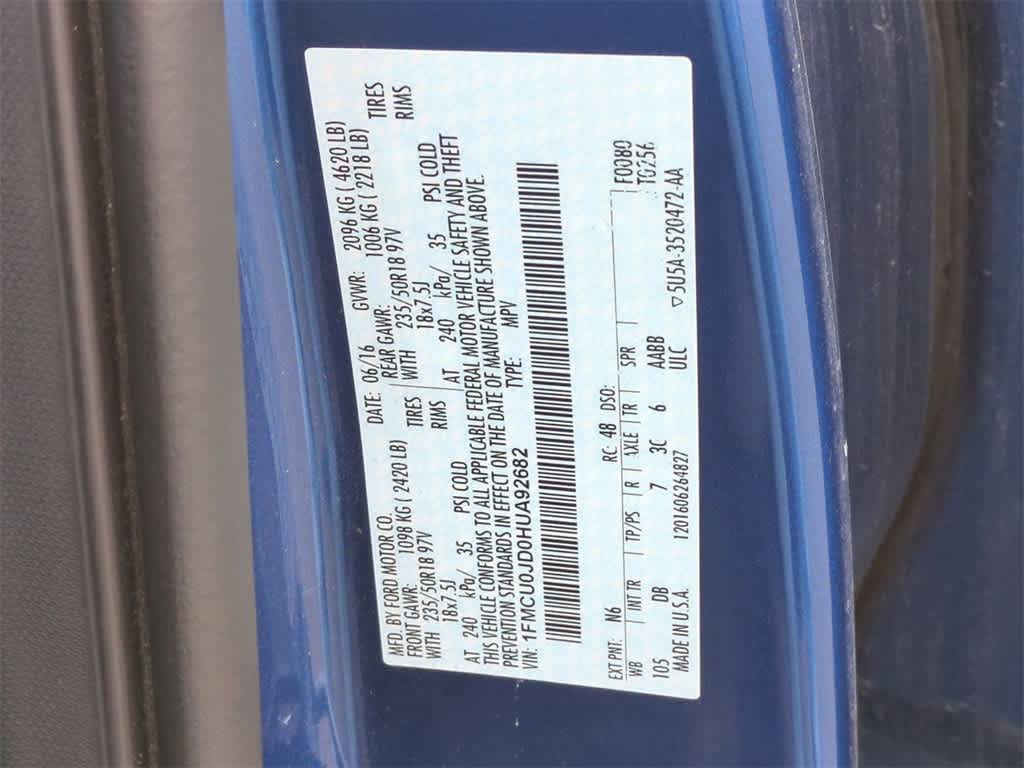 MFD. BY FORD MOTOR CO.
DATE: 06/16 GVWR: 2096 KG ( 4620 LB)
FRONT GAWR: 1098 KG ( 2420 LB) REAR GAWR: 1006 KG ( 2218 LB)
WITH 235/50R18 97V TIRES WITH 235/50R18 97V TIRES
18x7.5J RIMS 18x7.5J RIMS
AT 240 kPa/ 35 PSI COLD AT 240 kPa/ 35 PSI COLD
THIS VEHICLE CONFORMS TO ALL APPLICABLE FEDERAL MOTOR VEHICLE SAFETY AND THEFT
PREVENTION STANDARDS IN EFFECT ON THE DATE OF MANUFACTURE SHOWN ABOVE.
VIN: 1FMCU0JD0HUA92682 TYPE: MPV
EXT PNT: N6 RC: 48 DSO: F0080
WB INT TR TP/PS R AXLE TR SPR TG256
105 DB 7 3C 6 AABB
MADE IN U.S.A. 1201606264827 ULC ▽5U5A-3520472-AA